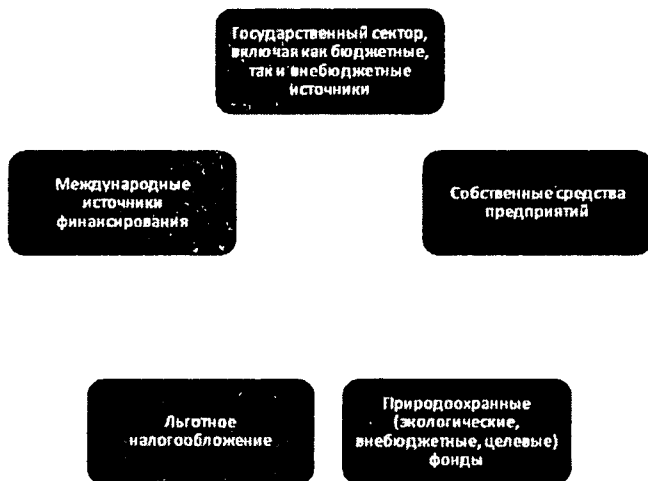 Государственный сектор,
включая как бюджетные,
так и внебюджетные
источники
Международные
источники
финансирования
Собственные средства
предприятий
Льготное
налогообложение
Природоохранные
(экологические,
внебюджетные, целевые)
фонды